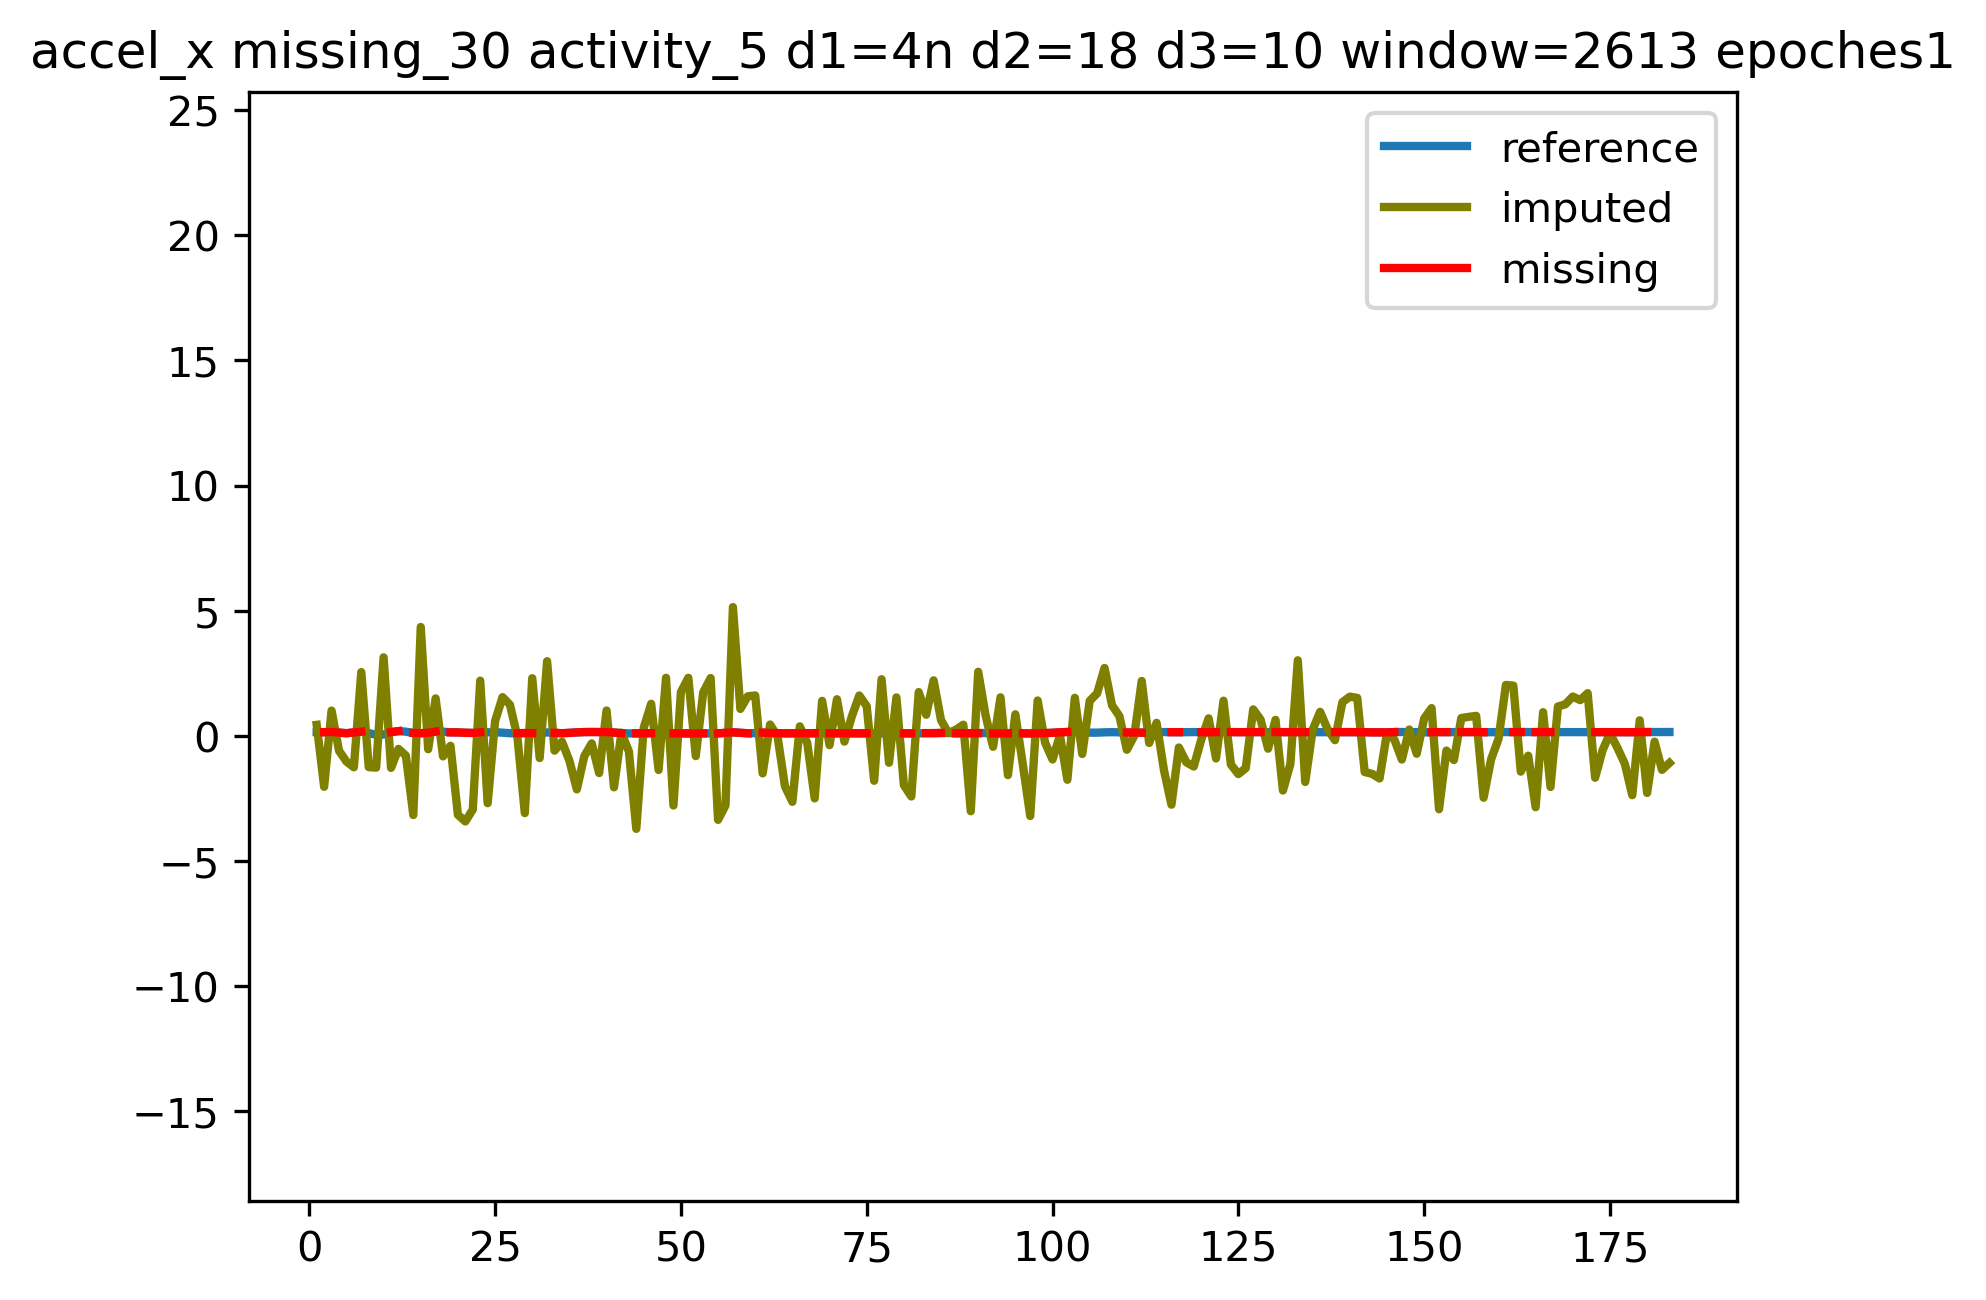 accel_x missing_30 activity_5 d1=4n d2=18 d3=10 window=2613 epoches1
reference
imputed
missing
25
20
15
10
5
0
−5
−10
−15
0 25 50 75 100 125 150 175